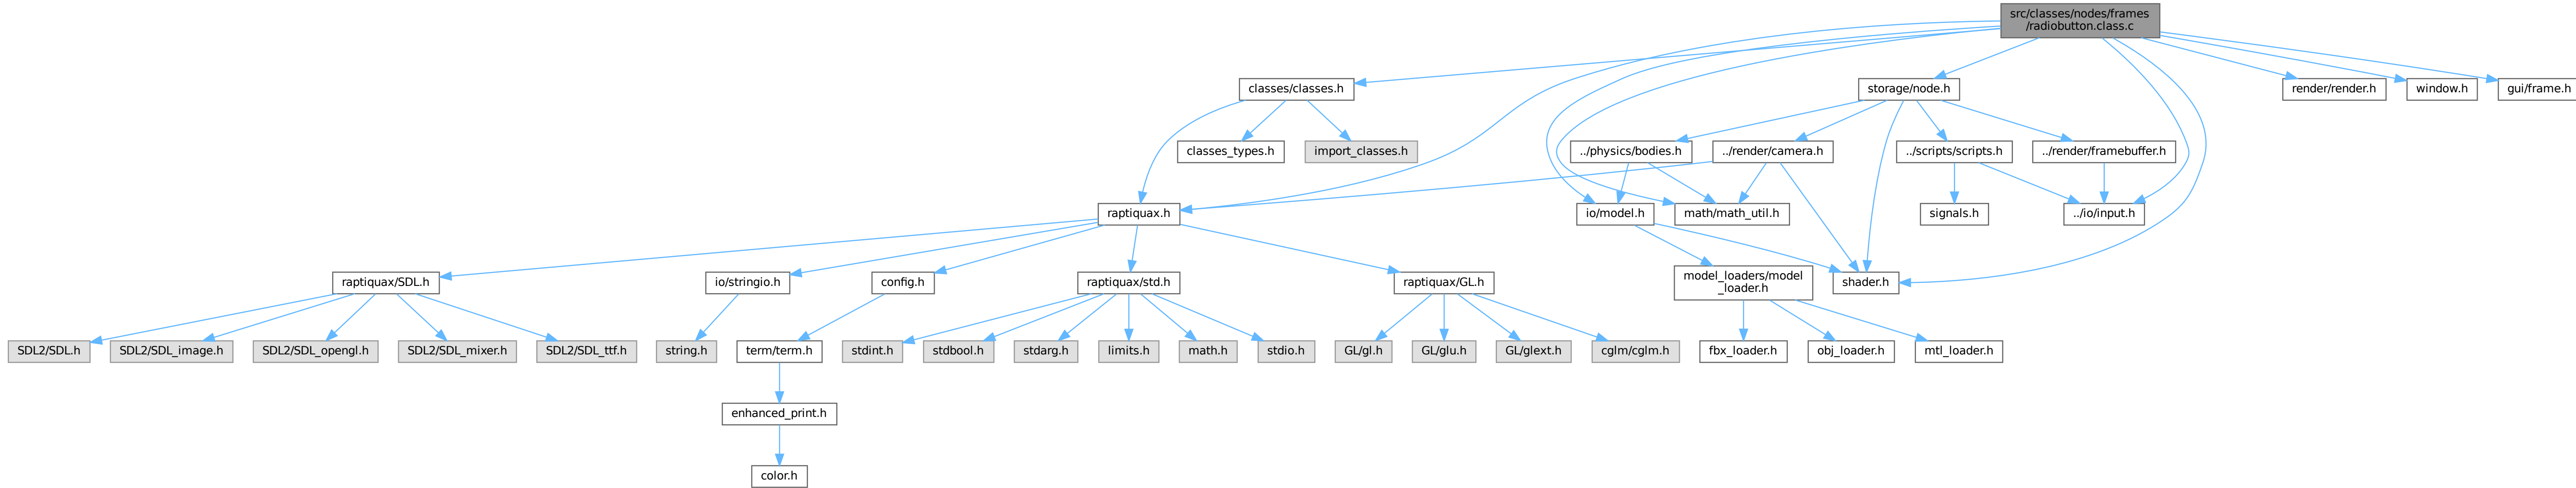 src/classes/nodes/frames
/radiobutton.class.c
classes/classes.h
storage/node.h
render/render.h
window.h
gui/frame.h
classes_types.h
import_classes.h
../physics/bodies.h
../render/camera.h
../scripts/scripts.h
../render/framebuffer.h
raptiquax.h
io/model.h
math/math_util.h
signals.h
../io/input.h
raptiquax/SDL.h
io/stringio.h
config.h
raptiquax/std.h
raptiquax/GL.h
model_loaders/model
_loader.h
shader.h
SDL2/SDL.h
SDL2/SDL_image.h
SDL2/SDL_opengl.h
SDL2/SDL_mixer.h
SDL2/SDL_ttf.h
string.h
term/term.h
stdint.h
stdbool.h
stdarg.h
limits.h
math.h
stdio.h
GL/gl.h
GL/glu.h
GL/glext.h
cglm/cglm.h
fbx_loader.h
obj_loader.h
mtl_loader.h
enhanced_print.h
color.h